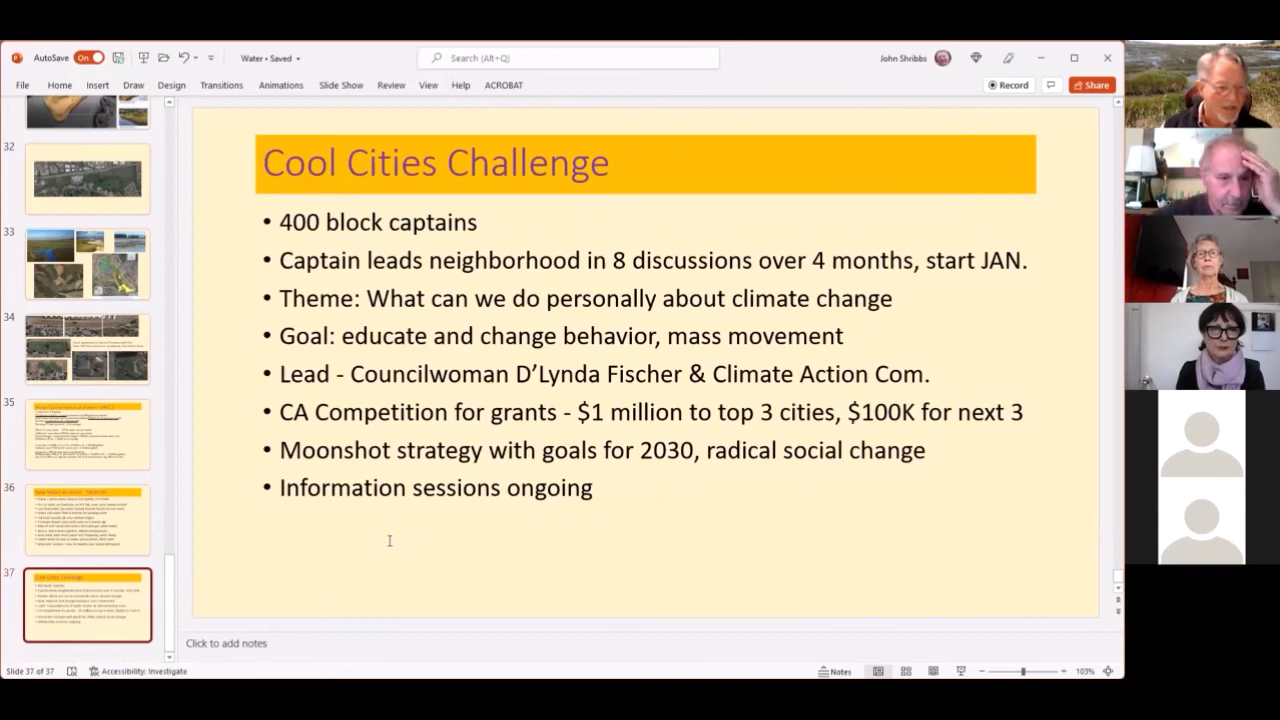 AutoSave On Water • Saved Search (Alt+Q) John Shribbs
File Home Insert Draw Design Transitions Animations Slide Show Review View Help ACROBAT Record Share
32
33
34
35
36
37
Cool Cities Challenge
• 400 block captains
• Captain leads neighborhood in 8 discussions over 4 months, start JAN.
• Theme: What can we do personally about climate change
• Goal: educate and change behavior, mass movement
• Lead - Councilwoman D'Lynda Fischer & Climate Action Com.
• CA Competition for grants - $1 million to top 3 cities, $100K for next 3
• Moonshot strategy with goals for 2030, radical social change
• Information sessions ongoing
Click to add notes
Slide 37 of 37 Accessibility: Investigate Notes 103%